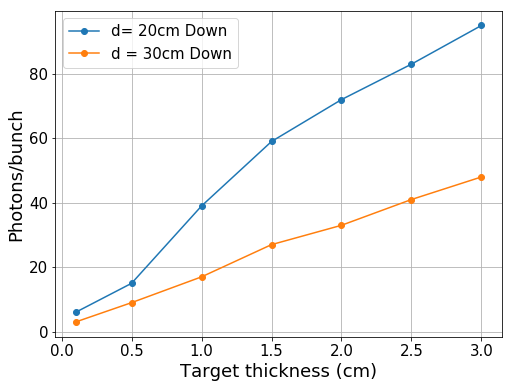 d= 20cm Down
d = 30cm Down
Photons/bunch
80
60
40
20
0
0.0 0.5 1.0 1.5 2.0 2.5 3.0
Target thickness (cm)